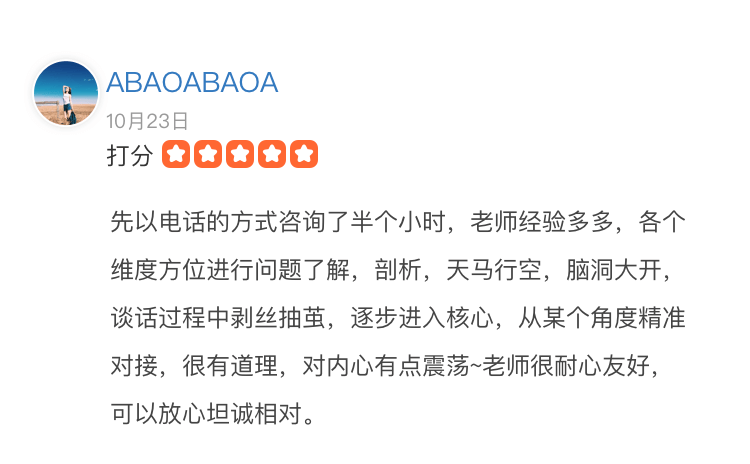 ABAOABAOA
10月23日
打分
先以电话的方式咨询了半个小时，老师经验多多，各个
维度方位进行问题了解，剖析，天马行空，脑洞大开，
谈话过程中剥丝抽茧，逐步进入核心，从某个角度精准
对接，很有道理，对内心有点震荡~老师很耐心友好，
可以放心坦诚相对。